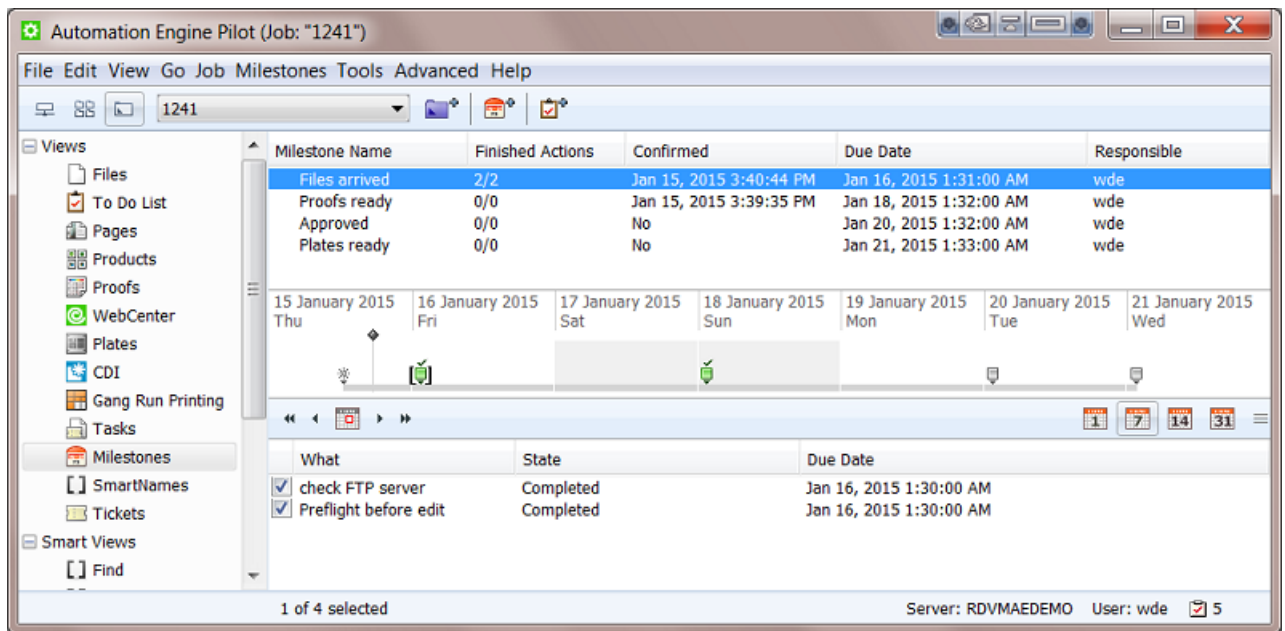 Automation Engine Pilot (Job: "1241")
File Edit View Go Job Milestones Tools Advanced Help
1241
Views
Files
To Do List
Pages
Products
Proofs
WebCenter
Plates
CDI
Gang Run Printing
Tasks
Milestones
SmartNames
Tickets
Smart Views
Find
Milestone Name Finished Actions Confirmed Due Date Responsible
Files arrived 2/2 Jan 15, 2015 3:40:44 PM Jan 16, 2015 1:31:00 AM wde
Proofs ready 0/0 Jan 15, 2015 3:39:35 PM Jan 18, 2015 1:32:00 AM wde
Approved 0/0 No Jan 20, 2015 1:32:00 AM wde
Plates ready 0/0 No Jan 21, 2015 1:33:00 AM wde
15 January 2015 16 January 2015 17 January 2015 18 January 2015 19 January 2015 20 January 2015 21 January 2015
Thu Fri Sat Sun Mon Tue Wed
1 7 14 31
What State Due Date
check FTP server Completed Jan 16, 2015 1:30:00 AM
Preflight before edit Completed Jan 16, 2015 1:30:00 AM
1 of 4 selected Server: RDVMAEDEMO User: wde 5